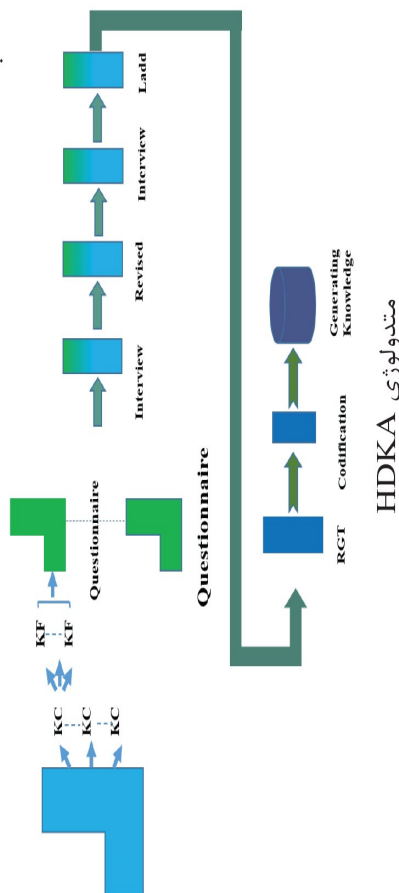 KC
KC
KC
KF
KF
Questionnaire
Questionnaire
Interview
Revised
Interview
Ladd
RGT
Codification
Generating
Knowledge
متدولوژی HDKA